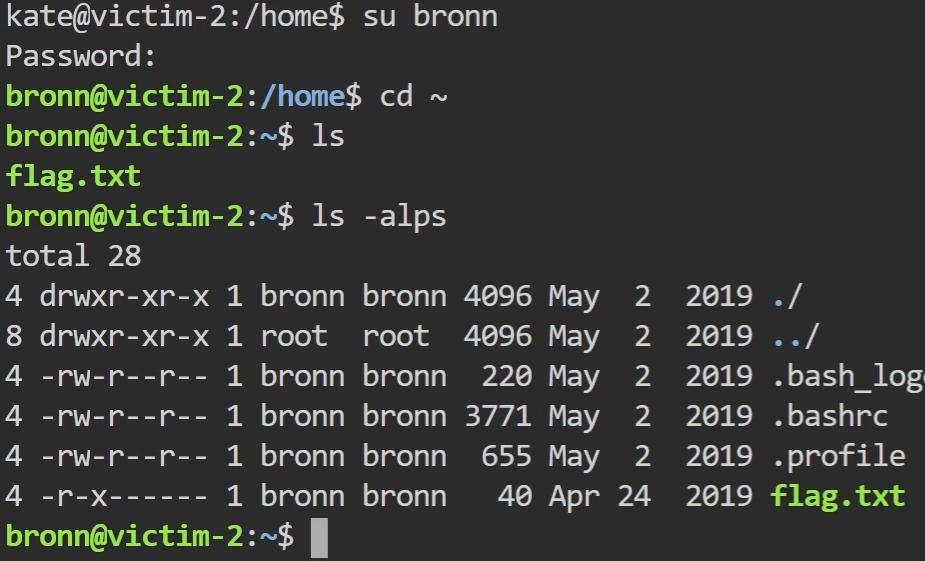 kate@victim-2:/home$ su bronn
Password:
bronn@victim-2:/home$ cd ~
bronn@victim-2:~$ ls
flag.txt
bronn@victim-2:~$ ls -alps
total 28
4 drwxr-xr-x 1 bronn bronn 4096 May  2  2019 ./
8 drwxr-xr-x 1 root  root  4096 May  2  2019 ../
4 -rw-r--r-- 1 bronn bronn  220 May  2  2019 .bash_log
4 -rw-r--r-- 1 bronn bronn 3771 May  2  2019 .bashrc
4 -rw-r--r-- 1 bronn bronn  655 May  2  2019 .profile
4 -r-x------ 1 bronn bronn   40 Apr 24  2019 flag.txt
bronn@victim-2:~$